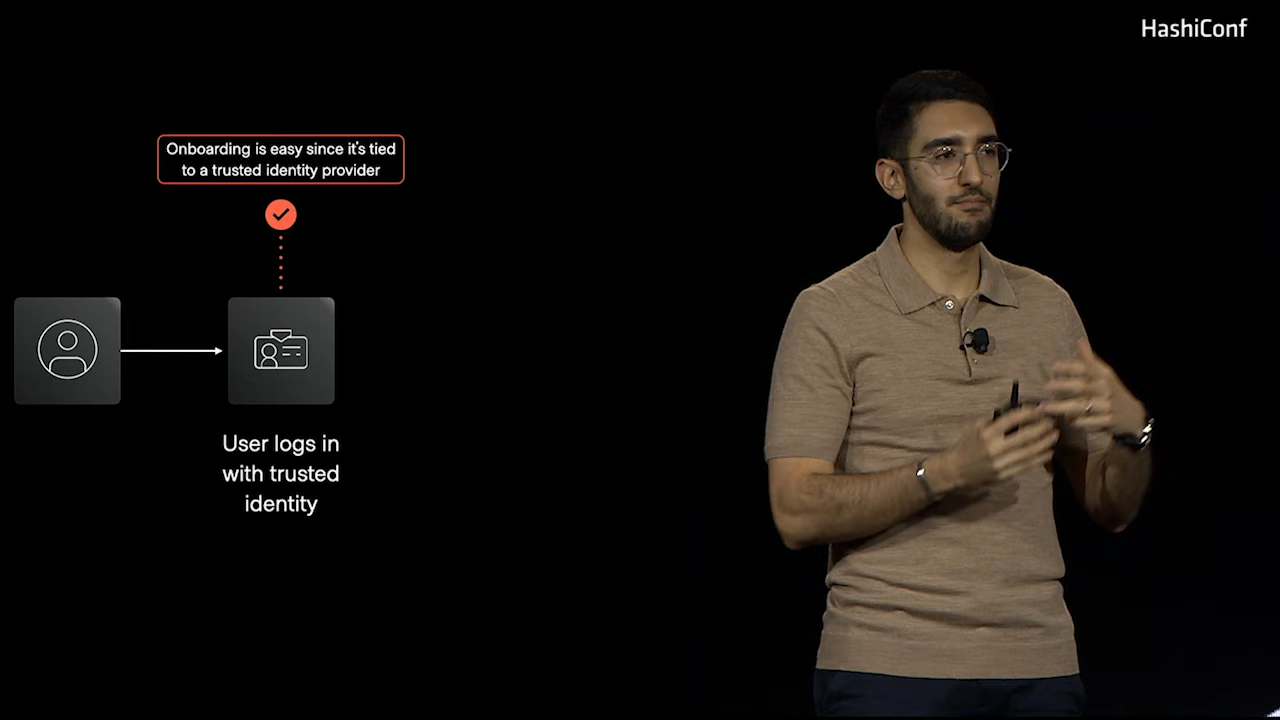 HashiConf
Onboarding is easy since it's tied
to a trusted identity provider
User logs in
with trusted
identity